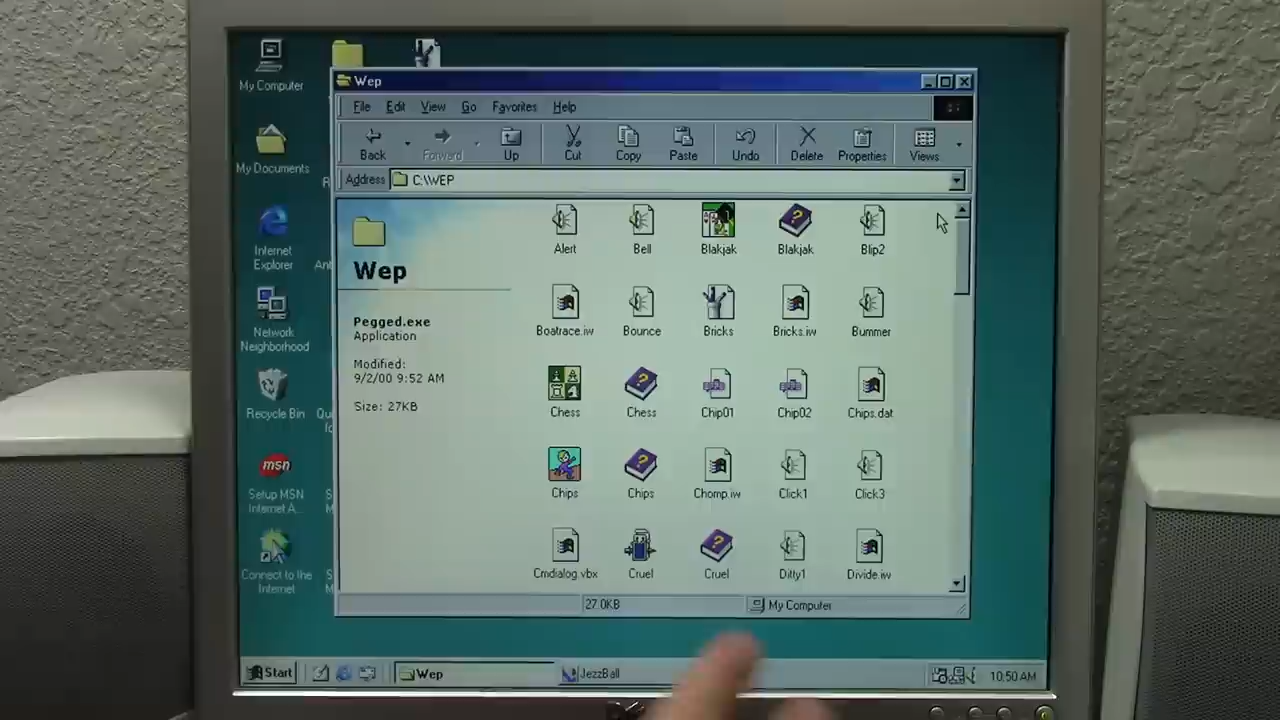 My Computer
My Documents
Internet
Explorer
Network
Neighborhood
Recycle Bin
msn
Setup MSN
Internet A...
Connect to the
Internet
Wep
File Edit View Go Favorites Help
Back Forward Up Cut Copy Paste Undo Delete Properties Views
Address C:\WEP
Wep
Pegged.exe
Application
Modified:
9/2/00 9:52 AM
Size: 27KB
Alert Bell Blakjak Blakjak Blip2
Boatrace.iw Bounce Bricks Bricks.iw Bummer
Chess Chess Chip01 Chip02 Chips.dat
Chips Chips Chomp.iw Click1 Click3
Cmdialog.vbx Cruel Cruel Ditty1 Divide.iw
27.0KB My Computer
Start Wep JezzBall 10:50 AM